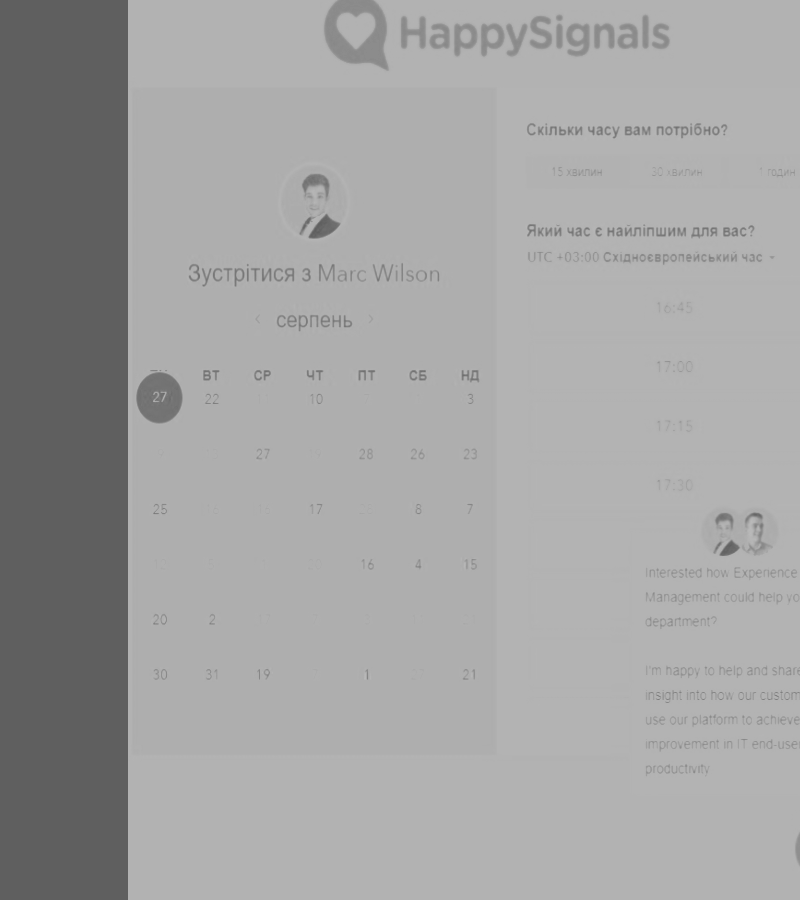 HappySignals
Зустрітися з Marc Wilson
серпень
ВТ СР ЧТ ПТ СБ НД
27 22 10 3
27 28 26 23
25 17 8 7
16 4 15
20 2
30 31 19 1 21
Скільки часу вам потрібно?
15 хвилин 30 хвилин 1 годин
Який час є найліпшим для вас?
UTC +03:00 Східноєвропейський час
16:45
17:00
17:15
17:30
Interested how Experience
Management could help yo
department?
I'm happy to help and share
insight into how our custom
use our platform to achieve
improvement in IT end-user
productivity